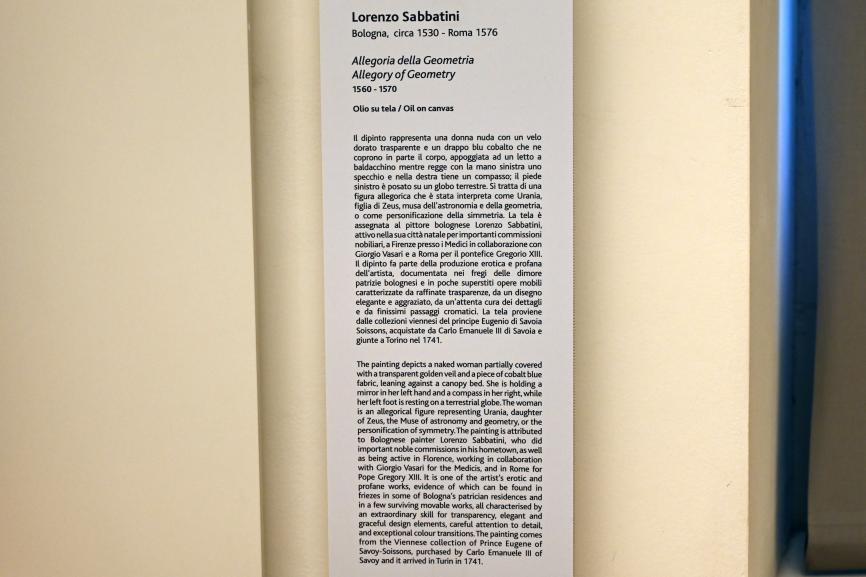 Lorenzo Sabbatini
Bologna, circa 1530 - Roma 1576
Allegoria della Geometria
Allegory of Geometry
1560 - 1570
Olio su tela / Oil on canvas
Il dipinto rappresenta una donna nuda con un velo
dorato trasparente e un drappo blu cobalto che ne
coprono in parte il corpo, appoggiata ad un letto a
baldacchino mentre regge con la mano sinistra uno
specchio e nella destra tiene un compasso; il piede
sinistro è posato su un globo terrestre. Si tratta di una
figura allegorica che è stata interpretata come Urania,
figlia di Zeus, musa dell'astronomia e della geometria,
o come personificazione della simmetria. La tela è
assegnata al pittore bolognese Lorenzo Sabbatini,
attivo nella sua città natale per importanti commissioni
nobiliari, a Firenze presso i Medici in collaborazione con
Giorgio Vasari e a Roma per il pontefice Gregorio XIII.
Il dipinto fa parte della produzione erotica e profana
dell'artista, documentata nei fregi delle dimore
patrizie bolognesi e in poche superstiti opere mobili
caratterizzate da raffinate trasparenze, da un disegno
elegante e aggraziato, da un'attenta cura dei dettagli
e da finissimi passaggi cromatici. La tela proviene
dalle collezioni viennesi del principe Eugenio di Savoia
Soissons, acquistate da Carlo Emanuele III di Savoia e
giunte a Torino nel 1741.
The painting depicts a naked woman partially covered
with a transparent golden veil and a piece of cobalt blue
fabric, leaning against a canopy bed. She is holding a
mirror in her left hand and a compass in her right, while
her left foot is resting on a terrestrial globe. The woman
is an allegorical figure representing Urania, daughter
of Zeus, the Muse of astronomy and geometry, or the
personification of symmetry. The painting is attributed
to Bolognese painter Lorenzo Sabbatini, who did
important noble commissions in his hometown, as well
as being active in Florence, working in collaboration
with Giorgio Vasari for the Medicis, and in Rome for
Pope Gregory XIII. It is one of the artist's erotic and
profane works, evidence of which can be found in
friezes in some of Bologna's patrician residences and
in a few surviving movable works, all characterised by
an extraordinary skill for transparency, elegant and
graceful design elements, careful attention to detail,
and exceptional colour transitions. The painting comes
from the Viennese collection of Prince Eugene of
Savoy-Soissons, purchased by Carlo Emanuele III of
Savoy and it arrived in Turin in 1741.